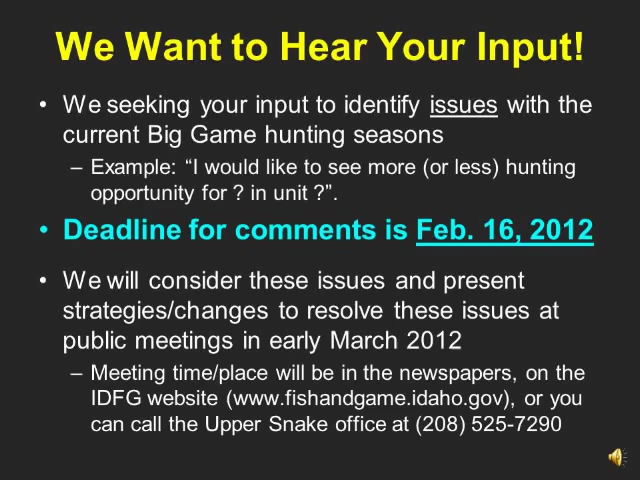 We Want to Hear Your Input!
• We seeking your input to identify issues with the
current Big Game hunting seasons
– Example: “I would like to see more (or less) hunting
opportunity for ? in unit ?”.
• Deadline for comments is Feb. 16, 2012
• We will consider these issues and present
strategies/changes to resolve these issues at
public meetings in early March 2012
– Meeting time/place will be in the newspapers, on the
IDFG website (www.fishandgame.idaho.gov), or you
can call the Upper Snake office at (208) 525-7290